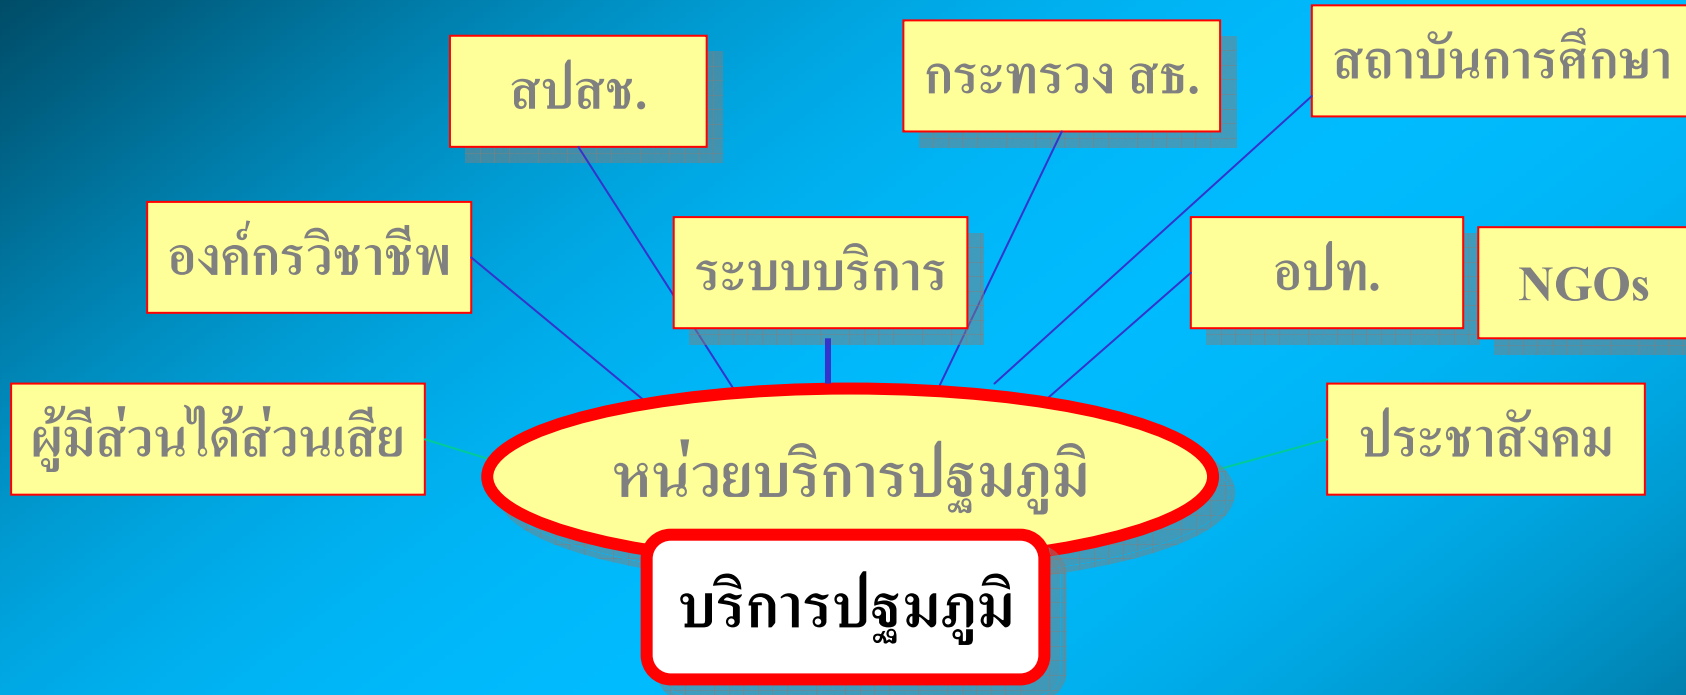 สปสช.
กระทรวง สธ.
สถาบันการศึกษา
องค์กรวิชาชีพ
ระบบบริการ
อปท.
NGOs
ผู้มีส่วนได้ส่วนเสีย
ประชาสังคม
หน่วยบริการปฐมภูมิ
บริการปฐมภูมิ